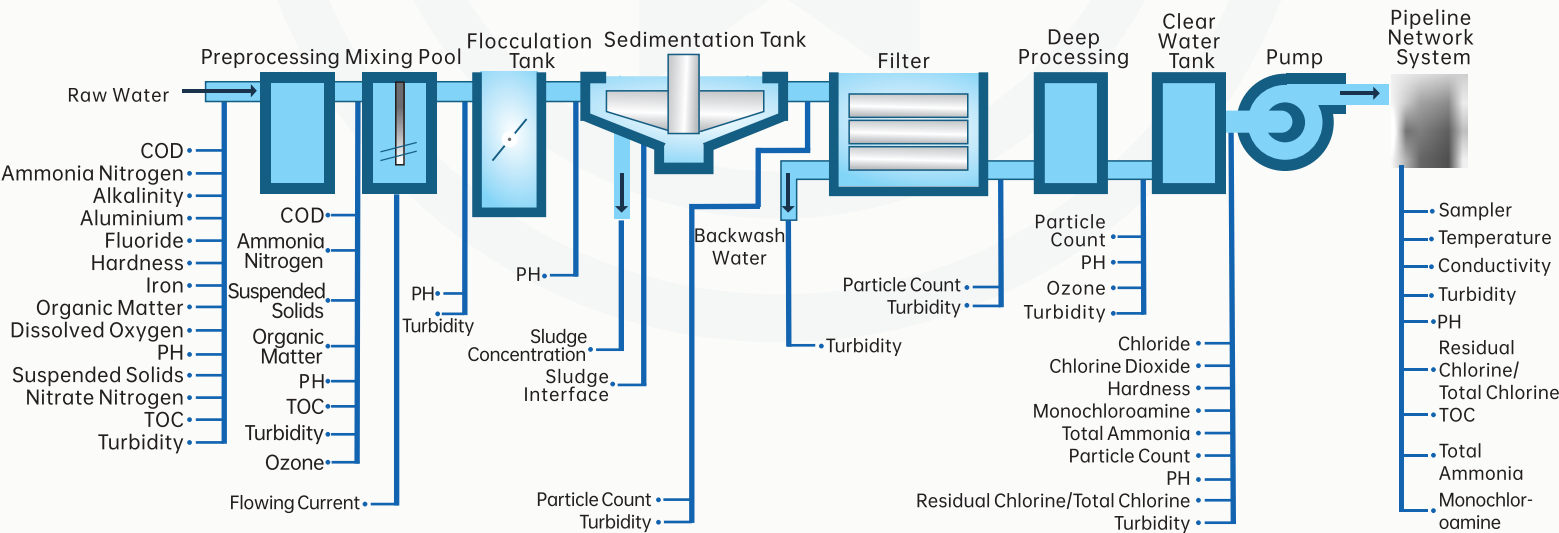 Preprocessing
Mixing Pool
Flocculation
Tank
Sedimentation Tank
Filter
Deep
Processing
Clear
Water
Tank
Pump
Pipeline
Network
System
Raw Water
COD
Ammonia Nitrogen
Alkalinity
Aluminium
Fluoride
Hardness
Iron
Organic Matter
Dissolved Oxygen
PH
Suspended Solids
Nitrate Nitrogen
TOC
Turbidity
COD
Ammonia
Nitrogen
Suspended
Solids
Organic
Matter
PH
TOC
Turbidity
Ozone
Flowing Current
PH
Turbidity
PH
Sludge
Concentration
Sludge
Interface
Particle Count
Turbidity
Backwash
Water
Turbidity
Particle Count
Turbidity
Particle
Count
PH
Ozone
Turbidity
Chloride
Chlorine Dioxide
Hardness
Monochloroamine
Total Ammonia
Particle Count
PH
Residual Chlorine/Total Chlorine
Turbidity
Sampler
Temperature
Conductivity
Turbidity
PH
Residual
Chlorine/
Total Chlorine
TOC
Total
Ammonia
Monochlor-
oamine